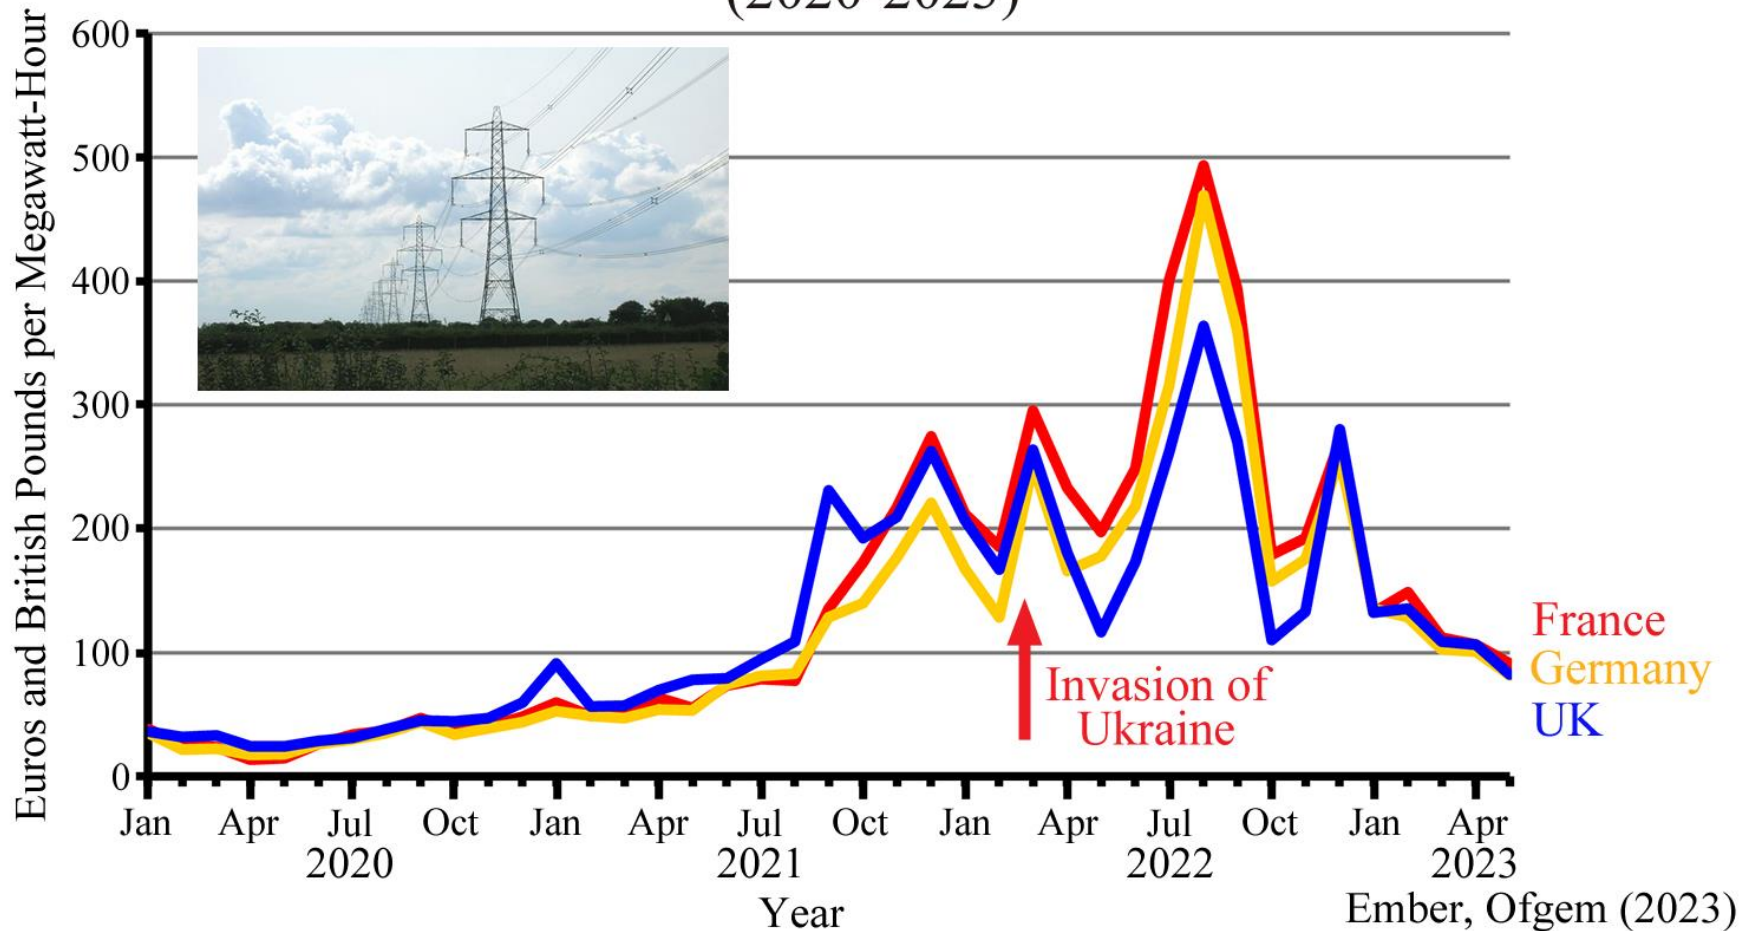 (2020-2023)
Euros and British Pounds per Megawatt-Hour
600
500
400
300
200
100
0
Invasion of
Ukraine
France
Germany
UK
Jan Apr Jul Oct Jan Apr Jul Oct Jan Apr Jul Oct Jan Apr
2020 2021 2022 2023
Year
Ember, Ofgem (2023)